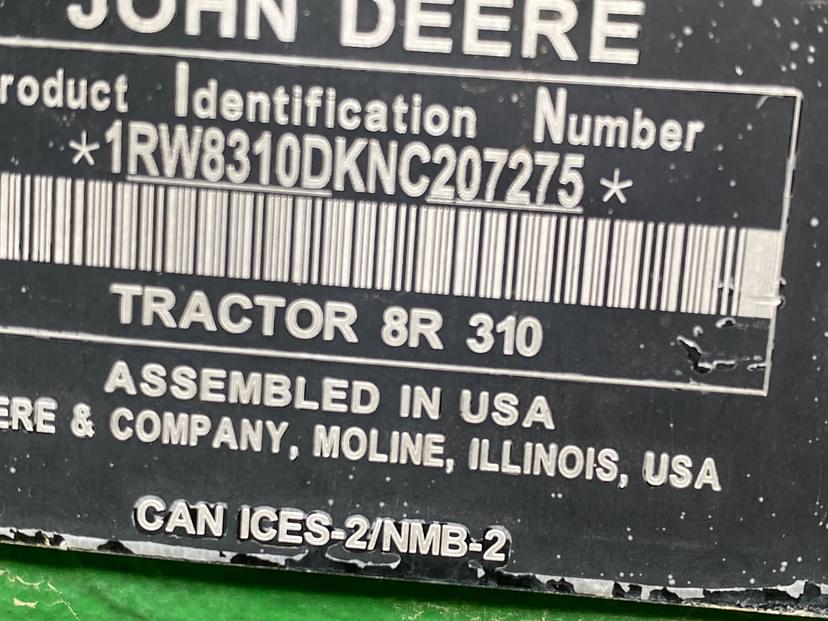 JOHN DEERE
roduct Identification Number
*1RW8310DKNC207275*
TRACTOR 8R 310
ASSEMBLED IN USA
ERE & COMPANY, MOLINE, ILLINOIS, USA
CAN ICES-2/NMB-2